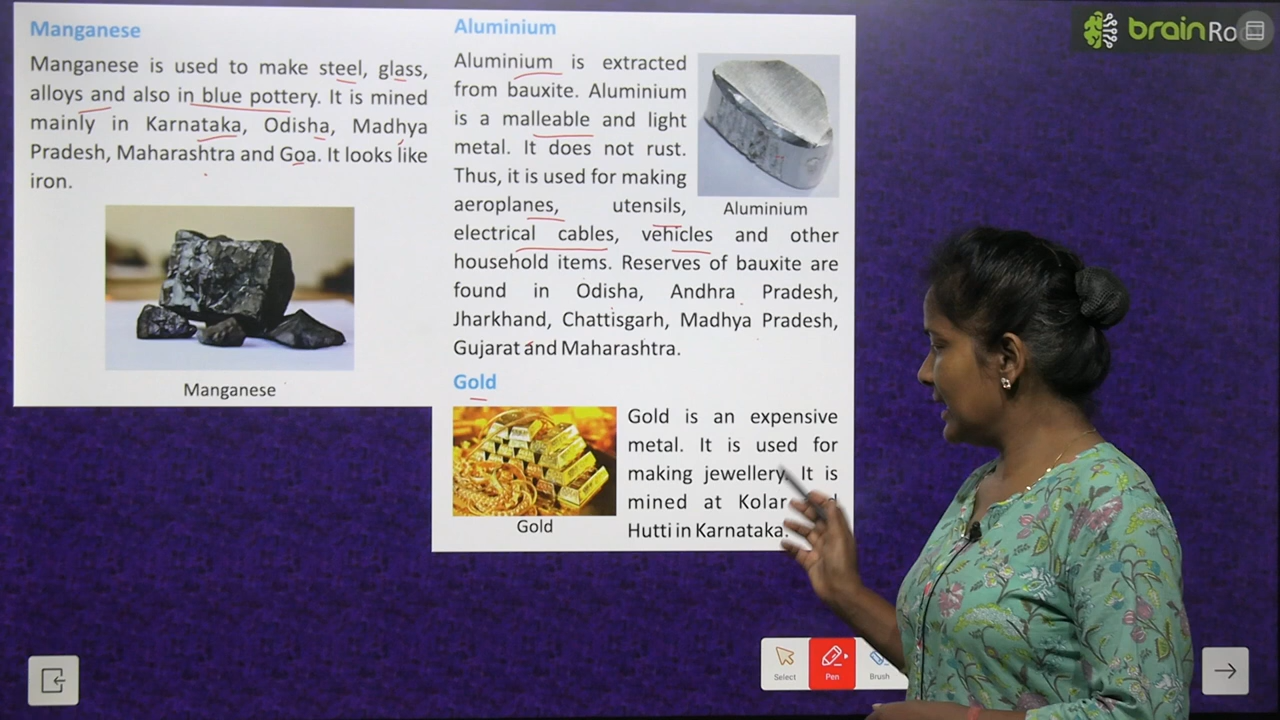 Manganese
Manganese is used to make steel, glass,
alloys and also in blue pottery. It is mined
mainly in Karnataka, Odisha, Madhya
Pradesh, Maharashtra and Goa. It looks like
iron.
Manganese
Aluminium
Aluminium is extracted
from bauxite. Aluminium
is a malleable and light
metal. It does not rust.
Thus, it is used for making
aeroplanes, utensils,
electrical cables, vehicles and other
household items. Reserves of bauxite are
found in Odisha, Andhra Pradesh,
Jharkhand, Chattisgarh, Madhya Pradesh,
Gujarat and Maharashtra.
Aluminium
Gold
Gold is an expensive
metal. It is used for
making jewellery. It is
mined at Kolar
Hutti in Karnataka.
Gold
brain
Select
Pen
Brush